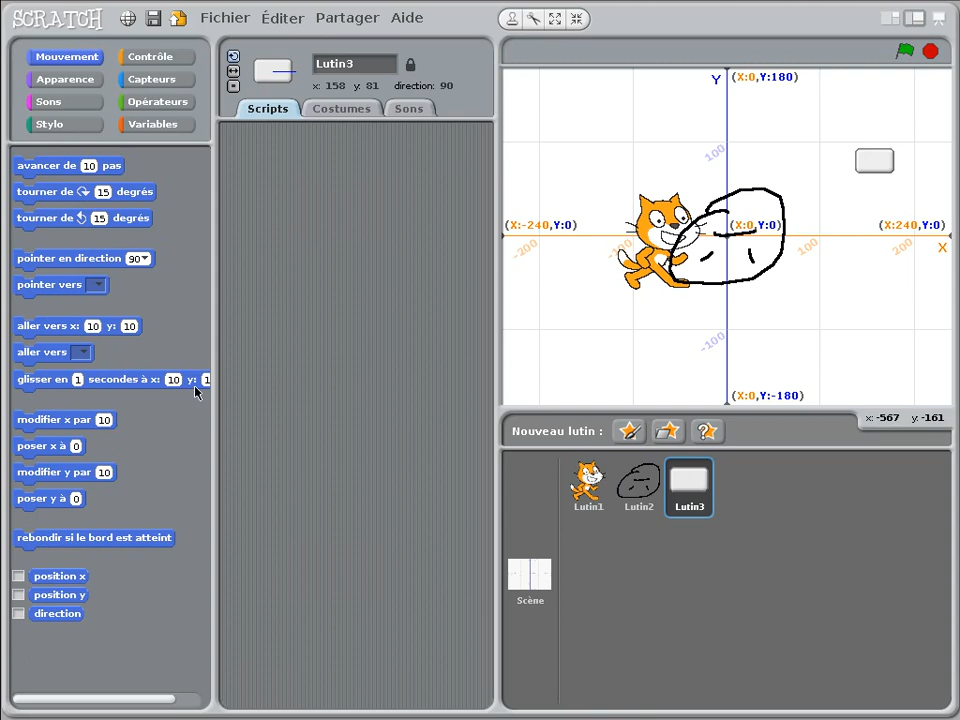 SCRATCH Fichier Éditer Partager Aide
Mouvement Contrôle
Apparence Capteurs
Sons Opérateurs
Stylo Variables
avancer de 10 pas
tourner de 15 degrés
tourner de 15 degrés
pointer en direction 90
pointer vers
aller vers x: 10 y: 10
aller vers
glisser en 1 secondes à x: 10 y: 1
modifier x par 10
poser x à 0
modifier y par 10
poser y à 0
rebondir si le bord est atteint
position x
position y
direction
Lutin3
x: 158 y: 81 direction: 90
Scripts Costumes Sons
Y (X:0,Y:180)
100
(X:-240,Y:0) (X:0,Y:0) (X:240,Y:0)
-200 -100 100 200 X
-100
(X:0,Y:-180)
x: -567 y: -161
Nouveau lutin :
Lutin1 Lutin2 Lutin3
Scène